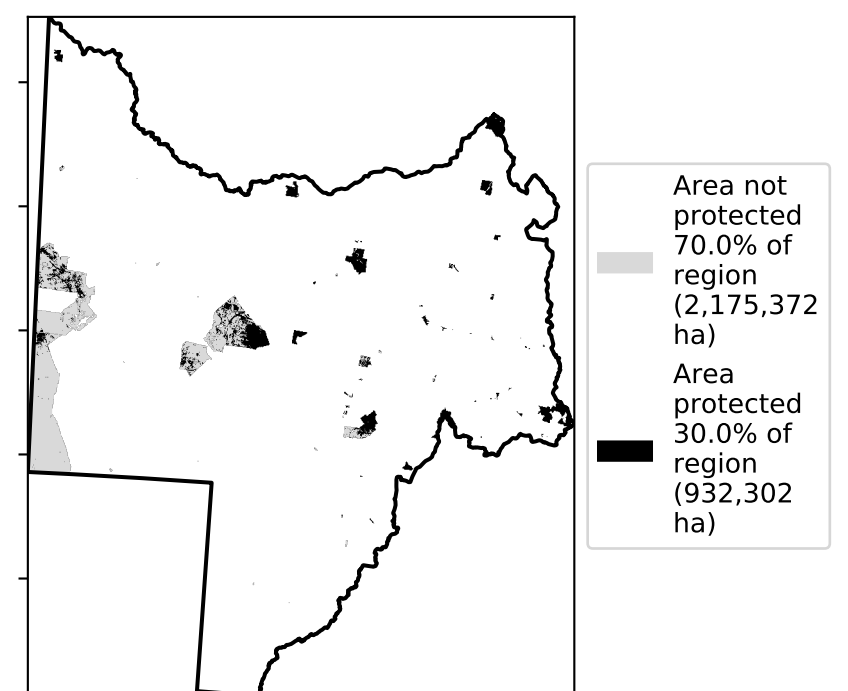 Area not
protected
70.0% of
region
(2,175,372
ha)
Area
protected
30.0% of
region
(932,302
ha)